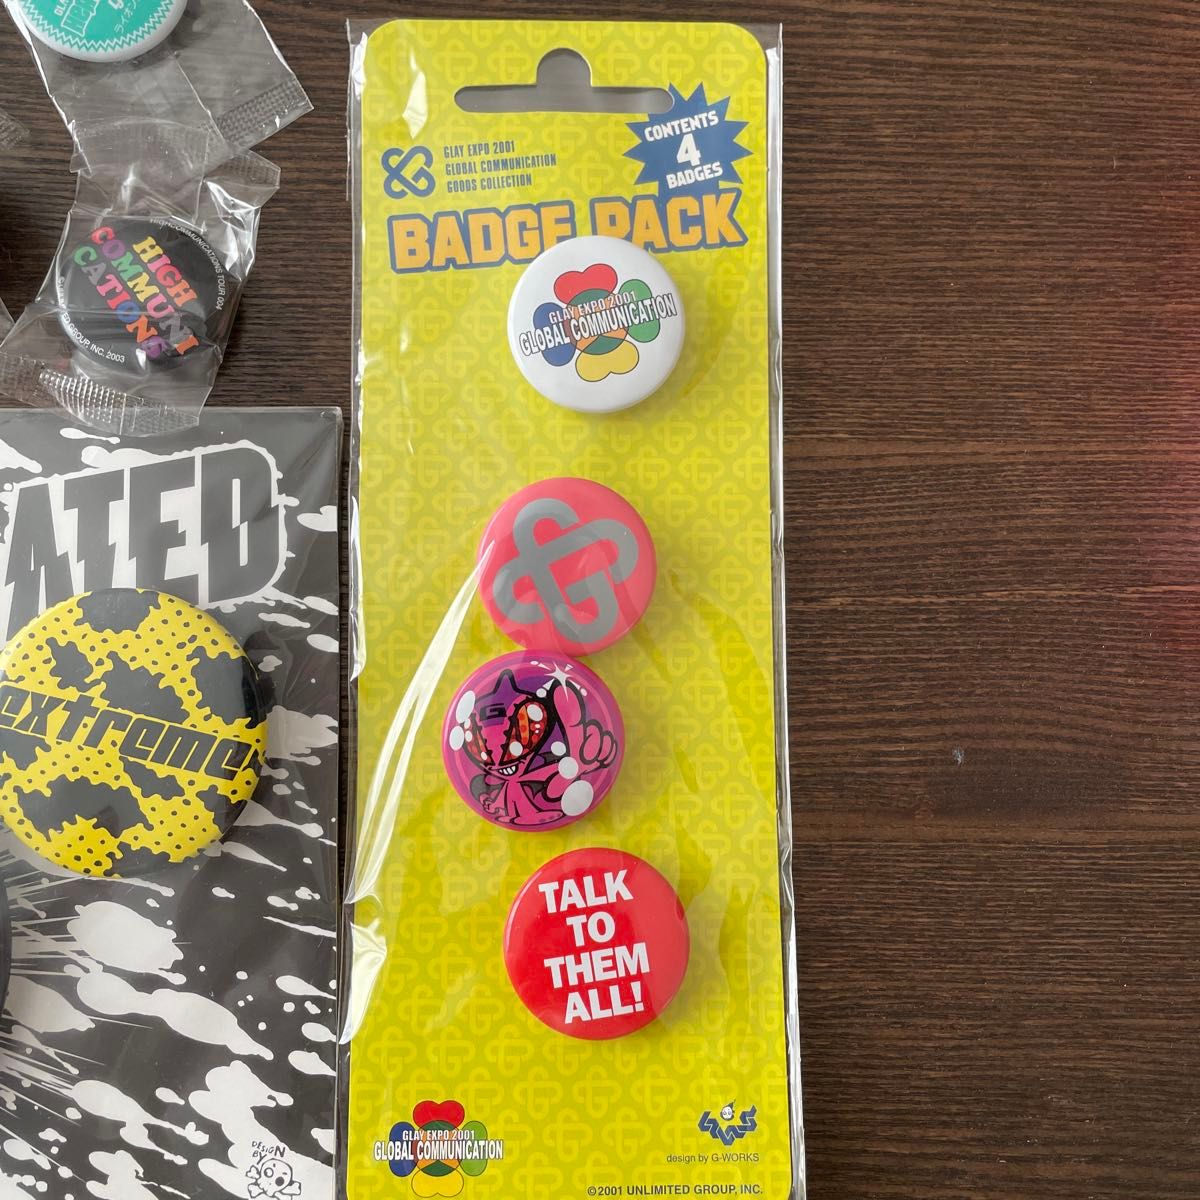 HIGH
COMMUNI
CATIONS
HIGHCOMMUNICATIONS TOUR 004
UNLIMITED GROUP, INC. 2003
ATED
extreme
DESIGN
BY
CONTENTS
4
BADGES
GLAY EXPO 2001
GLOBAL COMMUNICATION
GOODS COLLECTION
BADGE PACK
GLAY EXPO 2001
GLOBAL COMMUNICATION
G
G
TALK
TO
THEM
ALL!
GLAY EXPO 2001
GLOBAL COMMUNICATION
design by G-WORKS
©2001 UNLIMITED GROUP, INC.